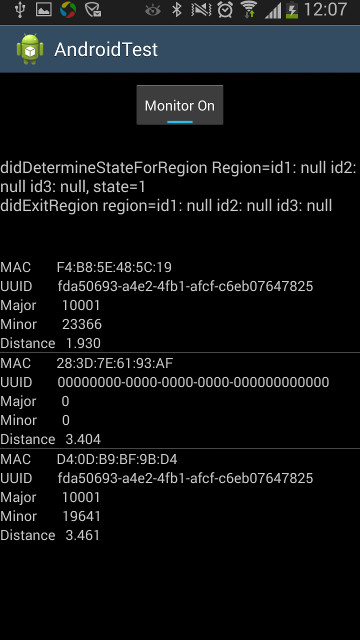 12:07
AndroidTest
Monitor On
didDetermineStateForRegion Region=id1: null id2:
null id3: null, state=1
didExitRegion region=id1: null id2: null id3: null
MAC F4:B8:5E:48:5C:19
UUID fda50693-a4e2-4fb1-afcf-c6eb07647825
Major 10001
Minor 23366
Distance 1.930
MAC 28:3D:7E:61:93:AF
UUID 00000000-0000-0000-0000-000000000000
Major 0
Minor 0
Distance 3.404
MAC D4:0D:B9:BF:9B:D4
UUID fda50693-a4e2-4fb1-afcf-c6eb07647825
Major 10001
Minor 19641
Distance 3.461